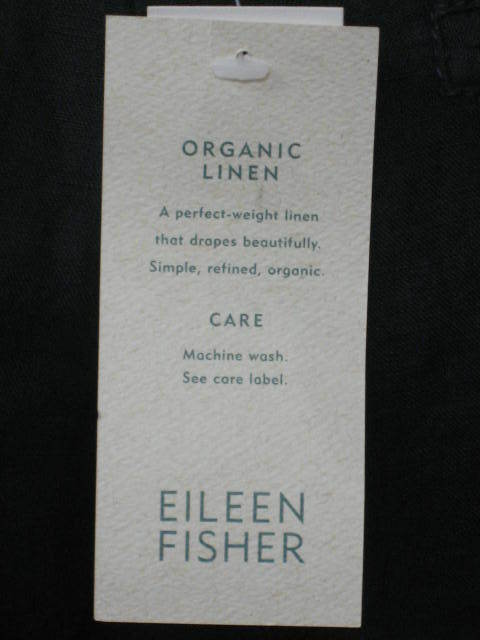 ORGANIC
LINEN
A perfect-weight linen
that drapes beautifully.
Simple, refined, organic.
CARE
Machine wash.
See care label.
EILEEN
FISHER